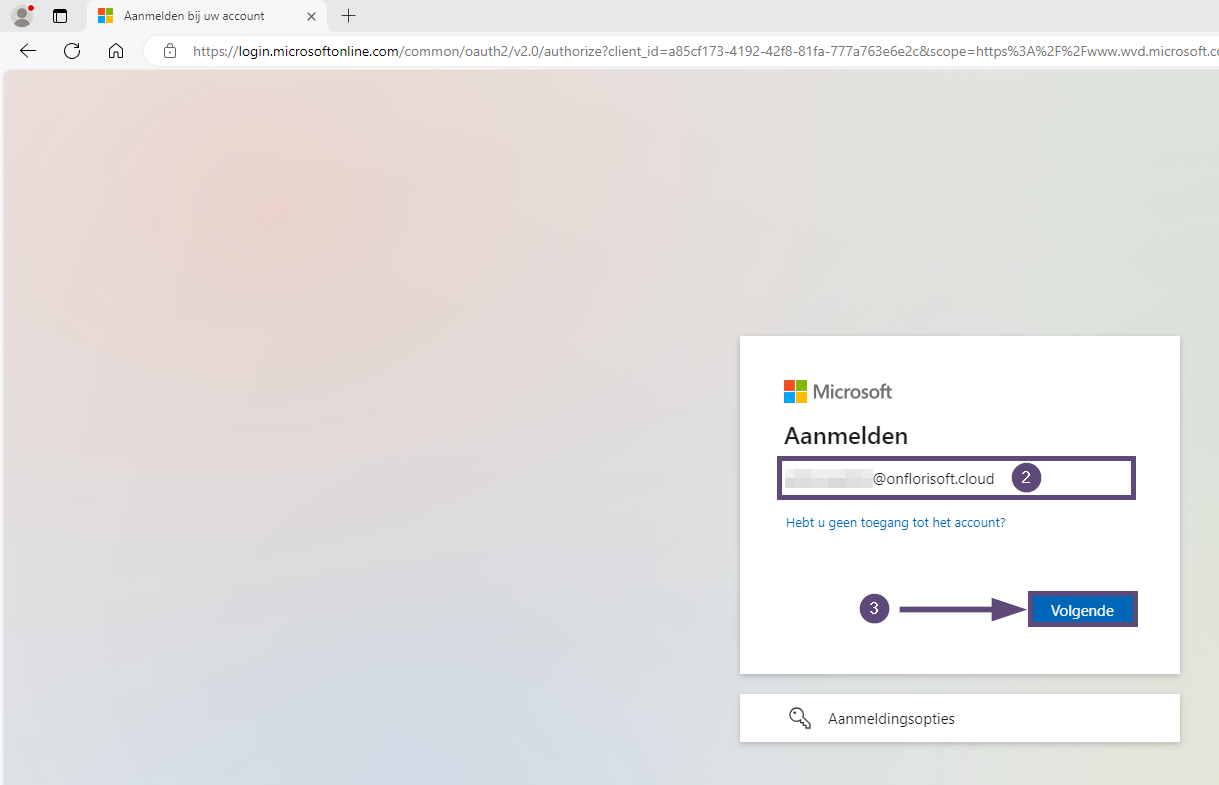 Aanmelden bij uw account
https://login.microsoftonline.com/common/oauth2/v2.0/authorize?client_id=a85cf173-4192-42f8-81fa-777a763e6e2c&scope=https%3A%2F%2Fwww.wvd.microsoft.co
Microsoft
Aanmelden
@onflorisoft.cloud 2
Hebt u geen toegang tot het account?
3 Volgende
Aanmeldingsopties